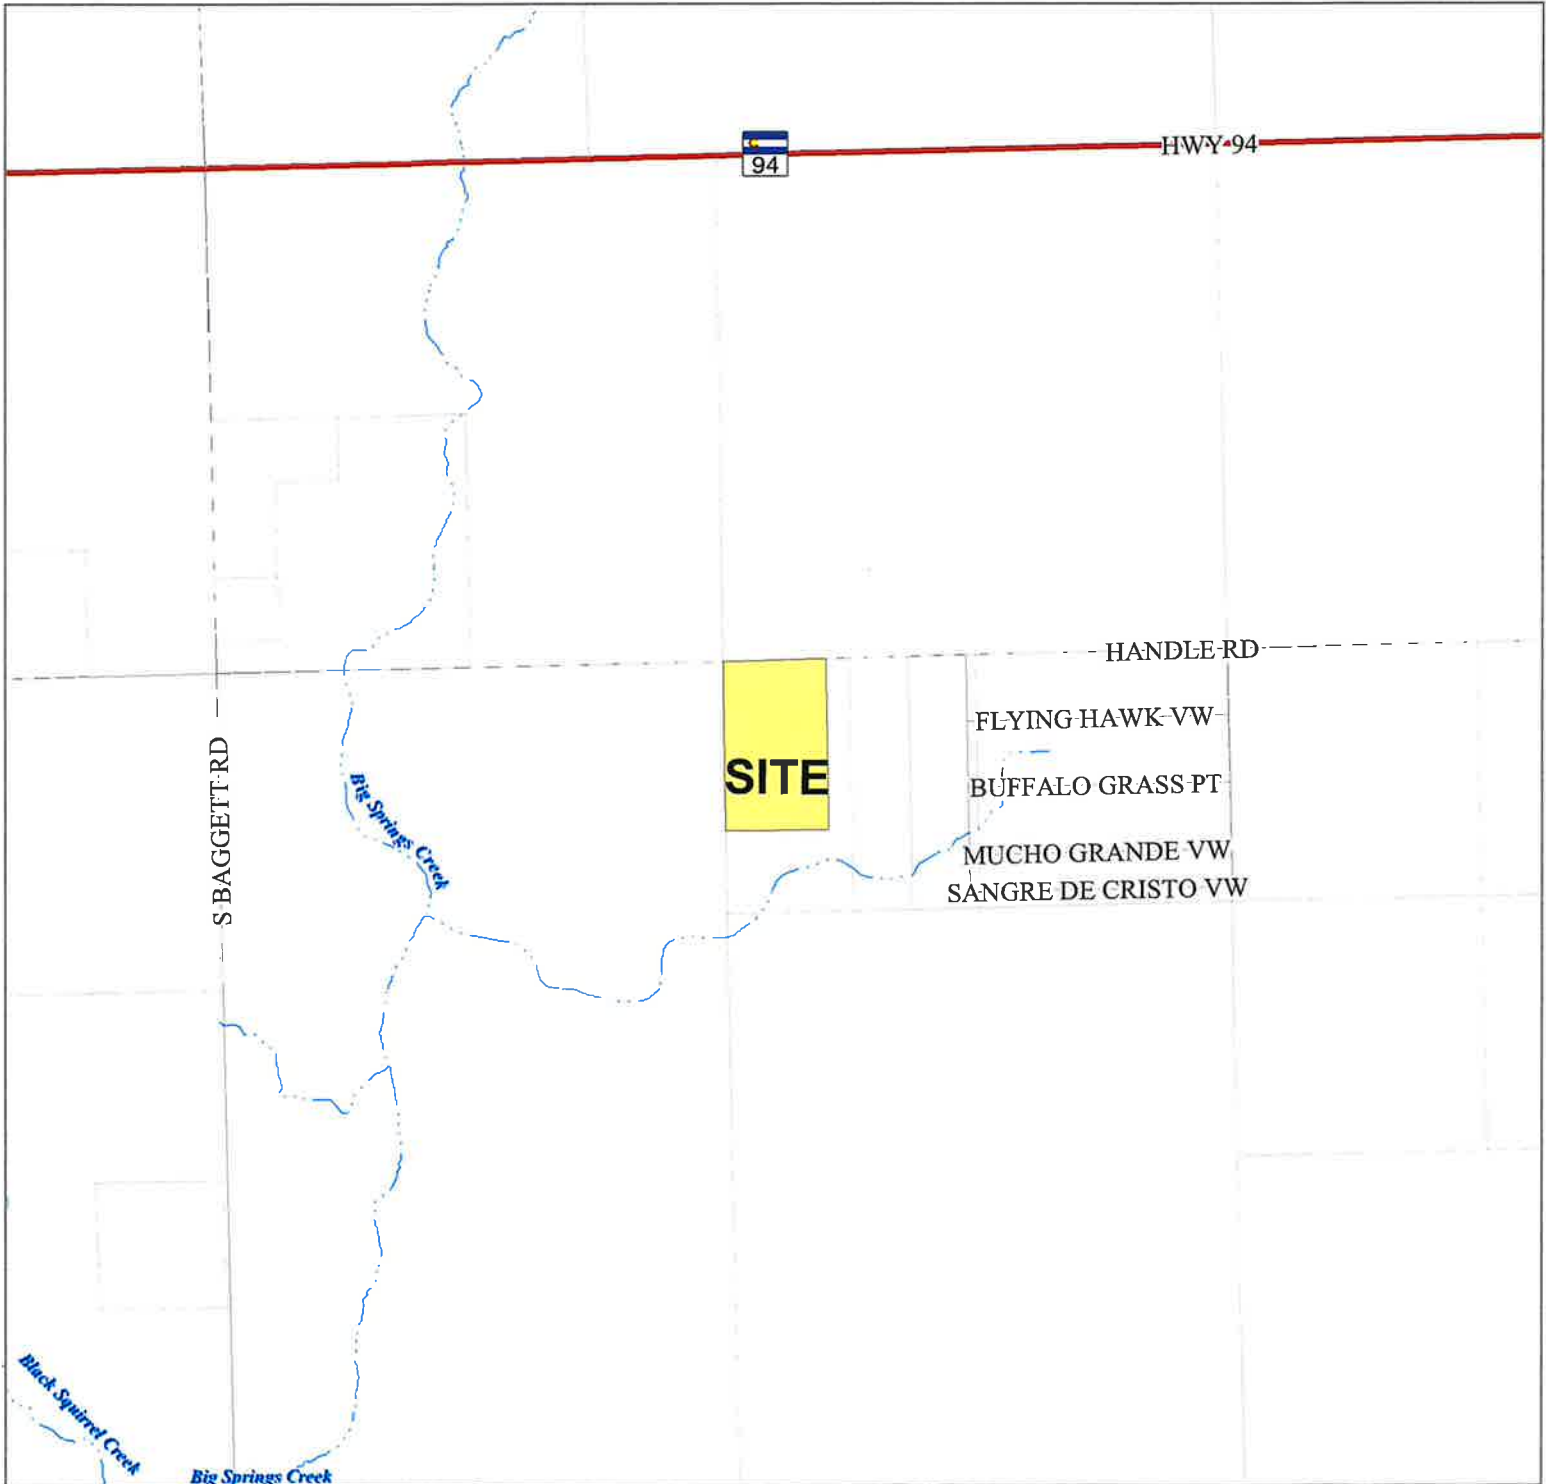 HWY 94
94
HANDLE RD
FLYING HAWK VW
SITE
BUFFALO GRASS PT
S BAGGETT RD
Big Springs Creek
MUCHO GRANDE VW
SANGRE DE CRISTO VW
Black Squirrel Creek
Big Springs Creek